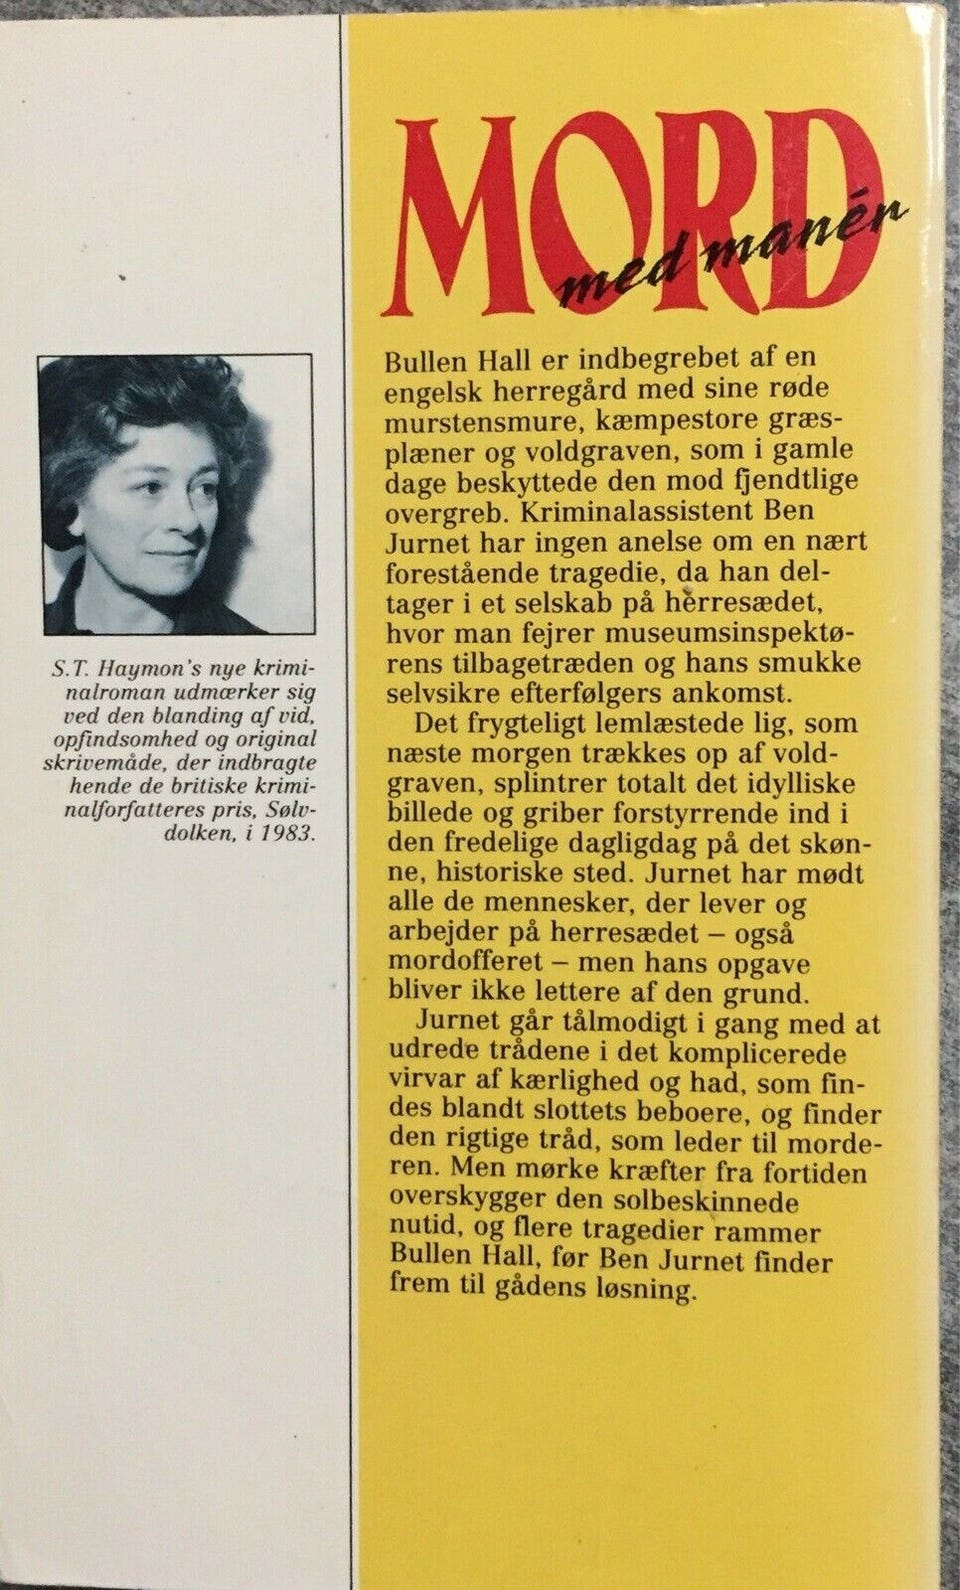 MORD
med manér
Bullen Hall er indbegrebet af en
engelsk herregård med sine røde
murstensmure, kæmpestore græs-
plæner og voldgraven, som i gamle
dage beskyttede den mod fjendtlige
overgreb. Kriminalassistent Ben
Jurnet har ingen anelse om en nært
forestående tragedie, da han del-
tager i et selskab på herresædet,
hvor man fejrer museumsinspektø-
rens tilbagetræden og hans smukke
selvsikre efterfølgers ankomst.
Det frygteligt lemlæstede lig, som
næste morgen trækkes op af vold-
graven, splintrer totalt det idylliske
billede og griber forstyrrende ind i
den fredelige dagligdag på det skøn-
ne, historiske sted. Jurnet har mødt
alle de mennesker, der lever og
arbejder på herresædet – også
mordofferet – men hans opgave
bliver ikke lettere af den grund.
Jurnet går tålmodigt i gang med at
udrede trådene i det komplicerede
virvar af kærlighed og had, som fin-
des blandt slottets beboere, og finder
den rigtige tråd, som leder til morde-
ren. Men mørke kræfter fra fortiden
overskygger den solbeskinnede
nutid, og flere tragedier rammer
Bullen Hall, før Ben Jurnet finder
frem til gådens løsning.
S.T. Haymon's nye krimi-
nalroman udmærker sig
ved den blanding af vid,
opfindsomhed og original
skrivemåde, der indbragte
hende de britiske krimi-
nalforfatteres pris, Sølv-
dolken, i 1983.